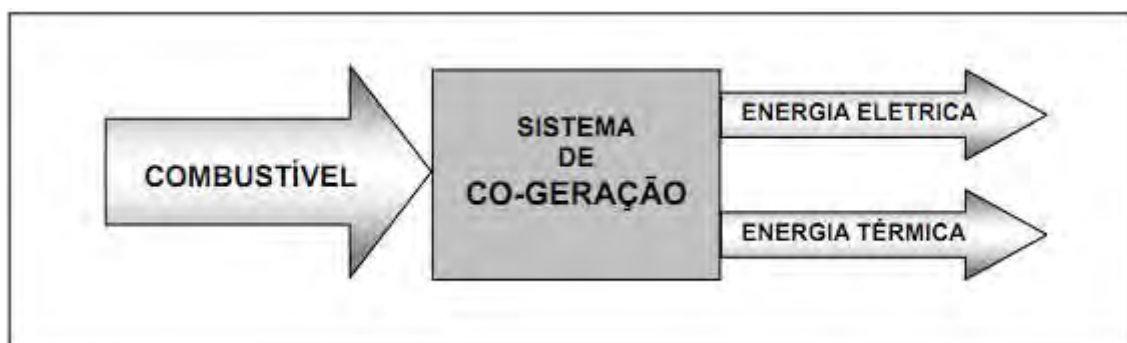 COMBUSTÍVEL
SISTEMA
DE
CO-GERAÇÃO
ENERGIA ELETRICA
ENERGIA TÉRMICA